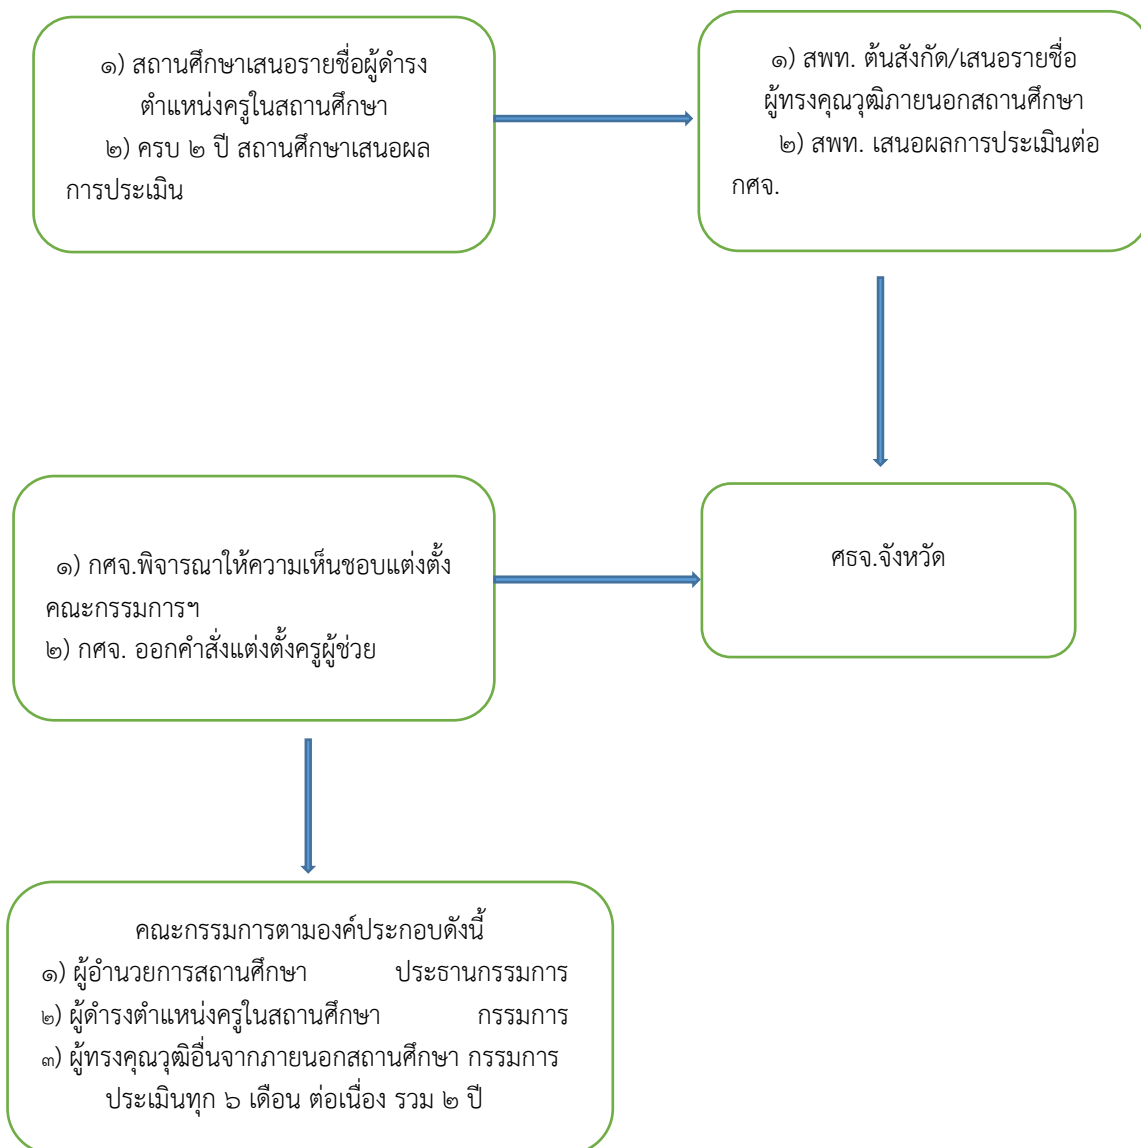 ๑) สถานศึกษาเสนอรายชื่อผู้ดำรง
ตำแหน่งครูในสถานศึกษา
๒) ครบ ๒ ปี สถานศึกษาเสนอผล
การประเมิน
๑) สพท. ต้นสังกัด/เสนอรายชื่อ
ผู้ทรงคุณวุฒิภายนอกสถานศึกษา
๒) สพท. เสนอผลการประเมินต่อ
กศจ.
๑) กศจ.พิจารณาให้ความเห็นชอบแต่งตั้ง
คณะกรรมการฯ
๒) กศจ. ออกคำสั่งแต่งตั้งครูผู้ช่วย
ศธจ.จังหวัด
คณะกรรมการตามองค์ประกอบดังนี้
๑) ผู้อำนวยการสถานศึกษา ประธานกรรมการ
๒) ผู้ดำรงตำแหน่งครูในสถานศึกษา กรรมการ
๓) ผู้ทรงคุณวุฒิอื่นจากภายนอกสถานศึกษา กรรมการ
ประเมินทุก ๖ เดือน ต่อเนื่อง รวม ๒ ปี